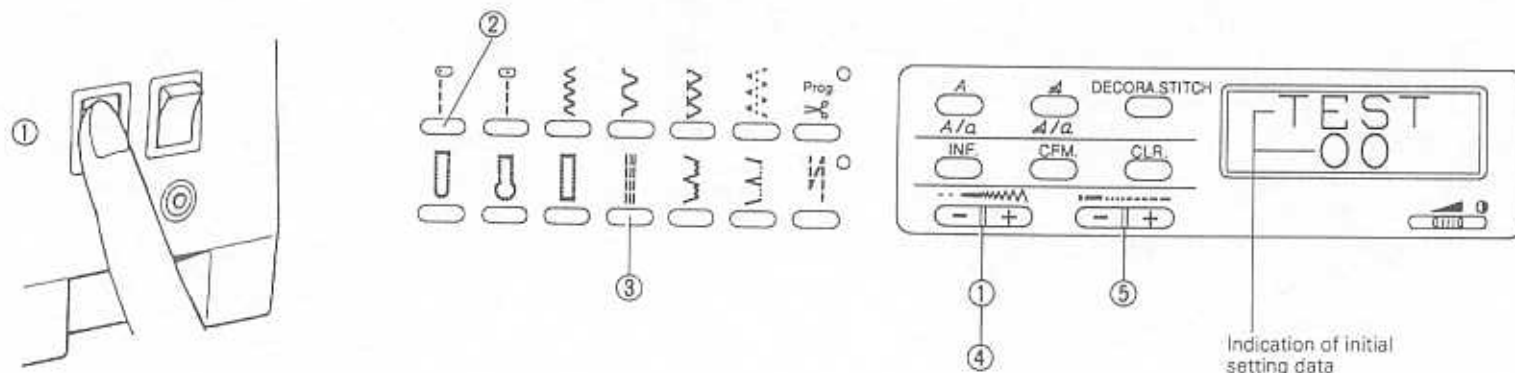 ①
②
Prog.
③
A
A
DECORA.STITCH
A/a
A/a
INF.
CFM.
CLR.
- +
- +
TEST
00
①
⑤
④
Indication of initial
setting data